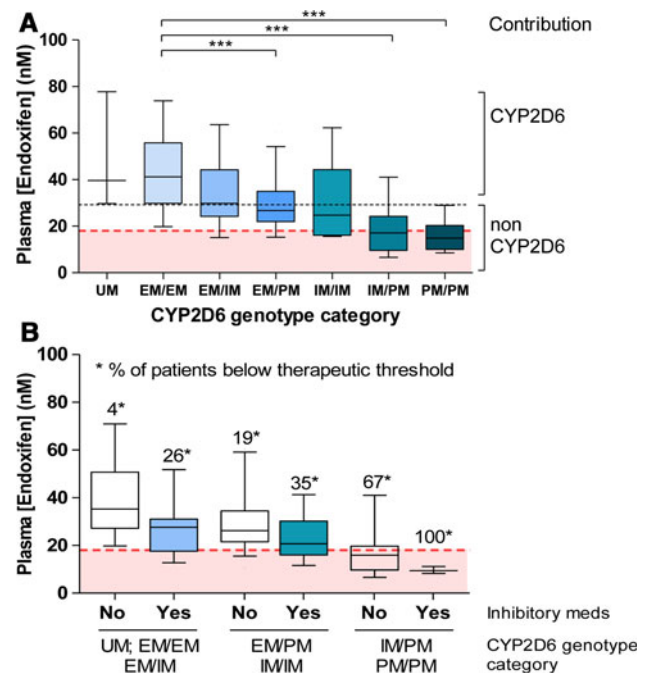 A
***
***
***
Contribution
Plasma [Endoxifen] (nM)
100
80
60
40
20
0
CYP2D6
non
CYP2D6
UM EM/EM EM/IM EM/PM IM/IM IM/PM PM/PM
CYP2D6 genotype category
B
Plasma [Endoxifen] (nM)
100
80
60
40
20
0
* % of patients below therapeutic threshold
4*
26*
19*
35*
67*
100*
No Yes No Yes No Yes Inhibitory meds
UM; EM/EM EM/PM IM/PM CYP2D6 genotype
EM/IM IM/IM PM/PM category